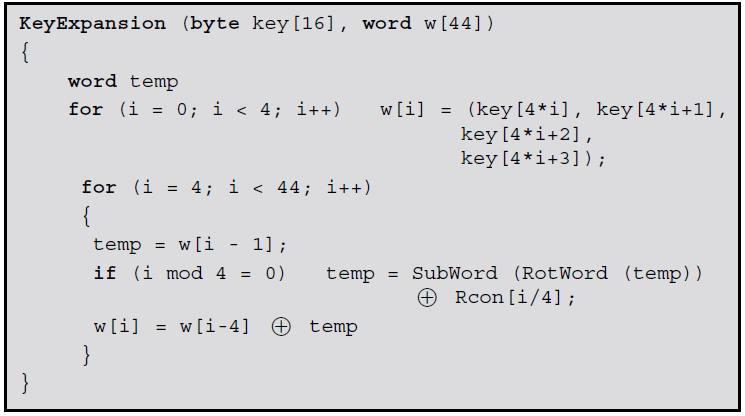 KeyExpansion (byte key[16], word w[44])
{
word temp
for (i = 0; i < 4; i++) w[i] = (key[4*i], key[4*i+1],
key[4*i+2],
key[4*i+3]);
for (i = 4; i < 44; i++)
{
temp = w[i - 1];
if (i mod 4 = 0) temp = SubWord (RotWord (temp))
⊕ Rcon[i/4];
w[i] = w[i-4] ⊕ temp
}
}